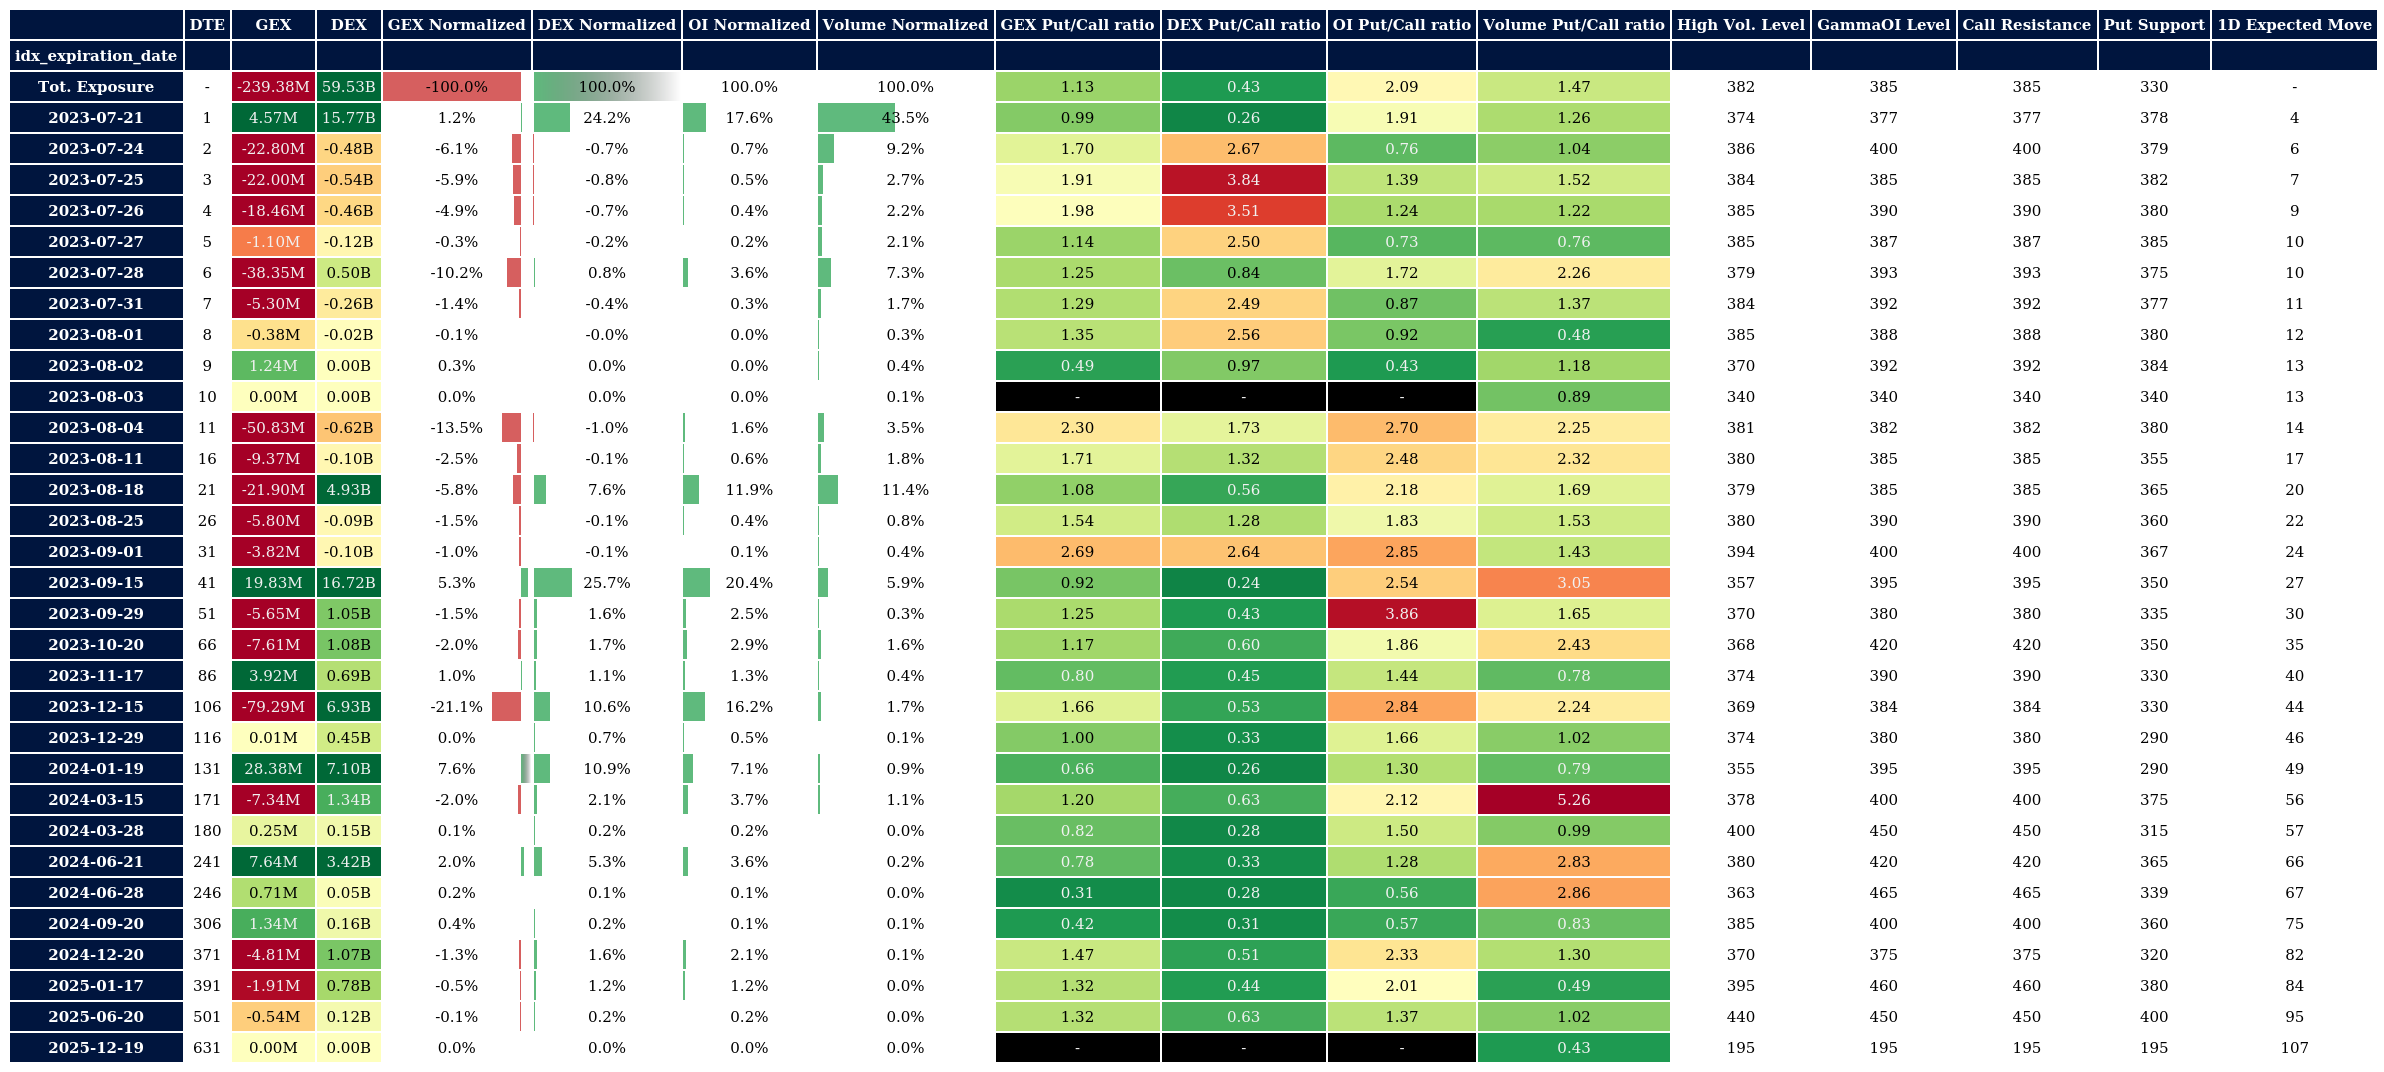 DTE GEX DEX GEX Normalized DEX Normalized OI Normalized Volume Normalized GEX Put/Call ratio DEX Put/Call ratio OI Put/Call ratio Volume Put/Call ratio High Vol. Level GammaOI Level Call Resistance Put Support 1D Expected Move
idx_expiration_date
Tot. Exposure - -239.38M 59.53B -100.0% 100.0% 100.0% 100.0% 1.13 0.43 2.09 1.47 382 385 385 330 -
2023-07-21 1 4.57M 15.77B 1.2% 24.2% 17.6% 43.5% 0.99 0.26 1.91 1.26 374 377 377 378 4
2023-07-24 2 -22.80M -0.48B -6.1% -0.7% 0.7% 9.2% 1.70 2.67 0.76 1.04 386 400 400 379 6
2023-07-25 3 -22.00M -0.54B -5.9% -0.8% 0.5% 2.7% 1.91 3.84 1.39 1.52 384 385 385 382 7
2023-07-26 4 -18.46M -0.46B -4.9% -0.7% 0.4% 2.2% 1.98 3.51 1.24 1.22 385 390 390 380 9
2023-07-27 5 -1.10M -0.12B -0.3% -0.2% 0.2% 2.1% 1.14 2.50 0.73 0.76 385 387 387 385 10
2023-07-28 6 -38.35M 0.50B -10.2% 0.8% 3.6% 7.3% 1.25 0.84 1.72 2.26 379 393 393 375 10
2023-07-31 7 -5.30M -0.26B -1.4% -0.4% 0.3% 1.7% 1.29 2.49 0.87 1.37 384 392 392 377 11
2023-08-01 8 -0.38M -0.02B -0.1% -0.0% 0.0% 0.3% 1.35 2.56 0.92 0.48 385 388 388 380 12
2023-08-02 9 1.24M 0.00B 0.3% 0.0% 0.0% 0.4% 0.49 0.97 0.43 1.18 370 392 392 384 13
2023-08-03 10 0.00M 0.00B 0.0% 0.0% 0.0% 0.1% - - - 0.89 340 340 340 340 13
2023-08-04 11 -50.83M -0.62B -13.5% -1.0% 1.6% 3.5% 2.30 1.73 2.70 2.25 381 382 382 380 14
2023-08-11 16 -9.37M -0.10B -2.5% -0.1% 0.6% 1.8% 1.71 1.32 2.48 2.32 380 385 385 355 17
2023-08-18 21 -21.90M 4.93B -5.8% 7.6% 11.9% 11.4% 1.08 0.56 2.18 1.69 379 385 385 365 20
2023-08-25 26 -5.80M -0.09B -1.5% -0.1% 0.4% 0.8% 1.54 1.28 1.83 1.53 380 390 390 360 22
2023-09-01 31 -3.82M -0.10B -1.0% -0.1% 0.1% 0.4% 2.69 2.64 2.85 1.43 394 400 400 367 24
2023-09-15 41 19.83M 16.72B 5.3% 25.7% 20.4% 5.9% 0.92 0.24 2.54 3.05 357 395 395 350 27
2023-09-29 51 -5.65M 1.05B -1.5% 1.6% 2.5% 0.3% 1.25 0.43 3.86 1.65 370 380 380 335 30
2023-10-20 66 -7.61M 1.08B -2.0% 1.7% 2.9% 1.6% 1.17 0.60 1.86 2.43 368 420 420 350 35
2023-11-17 86 3.92M 0.69B 1.0% 1.1% 1.3% 0.4% 0.80 0.45 1.44 0.78 374 390 390 330 40
2023-12-15 106 -79.29M 6.93B -21.1% 10.6% 16.2% 1.7% 1.66 0.53 2.84 2.24 369 384 384 330 44
2023-12-29 116 0.01M 0.45B 0.0% 0.7% 0.5% 0.1% 1.00 0.33 1.66 1.02 374 380 380 290 46
2024-01-19 131 28.38M 7.10B 7.6% 10.9% 7.1% 0.9% 0.66 0.26 1.30 0.79 355 395 395 290 49
2024-03-15 171 -7.34M 1.34B -2.0% 2.1% 3.7% 1.1% 1.20 0.63 2.12 5.26 378 400 400 375 56
2024-03-28 180 0.25M 0.15B 0.1% 0.2% 0.2% 0.0% 0.82 0.28 1.50 0.99 400 450 450 315 57
2024-06-21 241 7.64M 3.42B 2.0% 5.3% 3.6% 0.2% 0.78 0.33 1.28 2.83 380 420 420 365 66
2024-06-28 246 0.71M 0.05B 0.2% 0.1% 0.1% 0.0% 0.31 0.28 0.56 2.86 363 465 465 339 67
2024-09-20 306 1.34M 0.16B 0.4% 0.2% 0.1% 0.1% 0.42 0.31 0.57 0.83 385 400 400 360 75
2024-12-20 371 -4.81M 1.07B -1.3% 1.6% 2.1% 0.1% 1.47 0.51 2.33 1.30 370 375 375 320 82
2025-01-17 391 -1.91M 0.78B -0.5% 1.2% 1.2% 0.0% 1.32 0.44 2.01 0.49 395 460 460 380 84
2025-06-20 501 -0.54M 0.12B -0.1% 0.2% 0.2% 0.0% 1.32 0.63 1.37 1.02 440 450 450 400 95
2025-12-19 631 0.00M 0.00B 0.0% 0.0% 0.0% 0.0% - - - 0.43 195 195 195 195 107